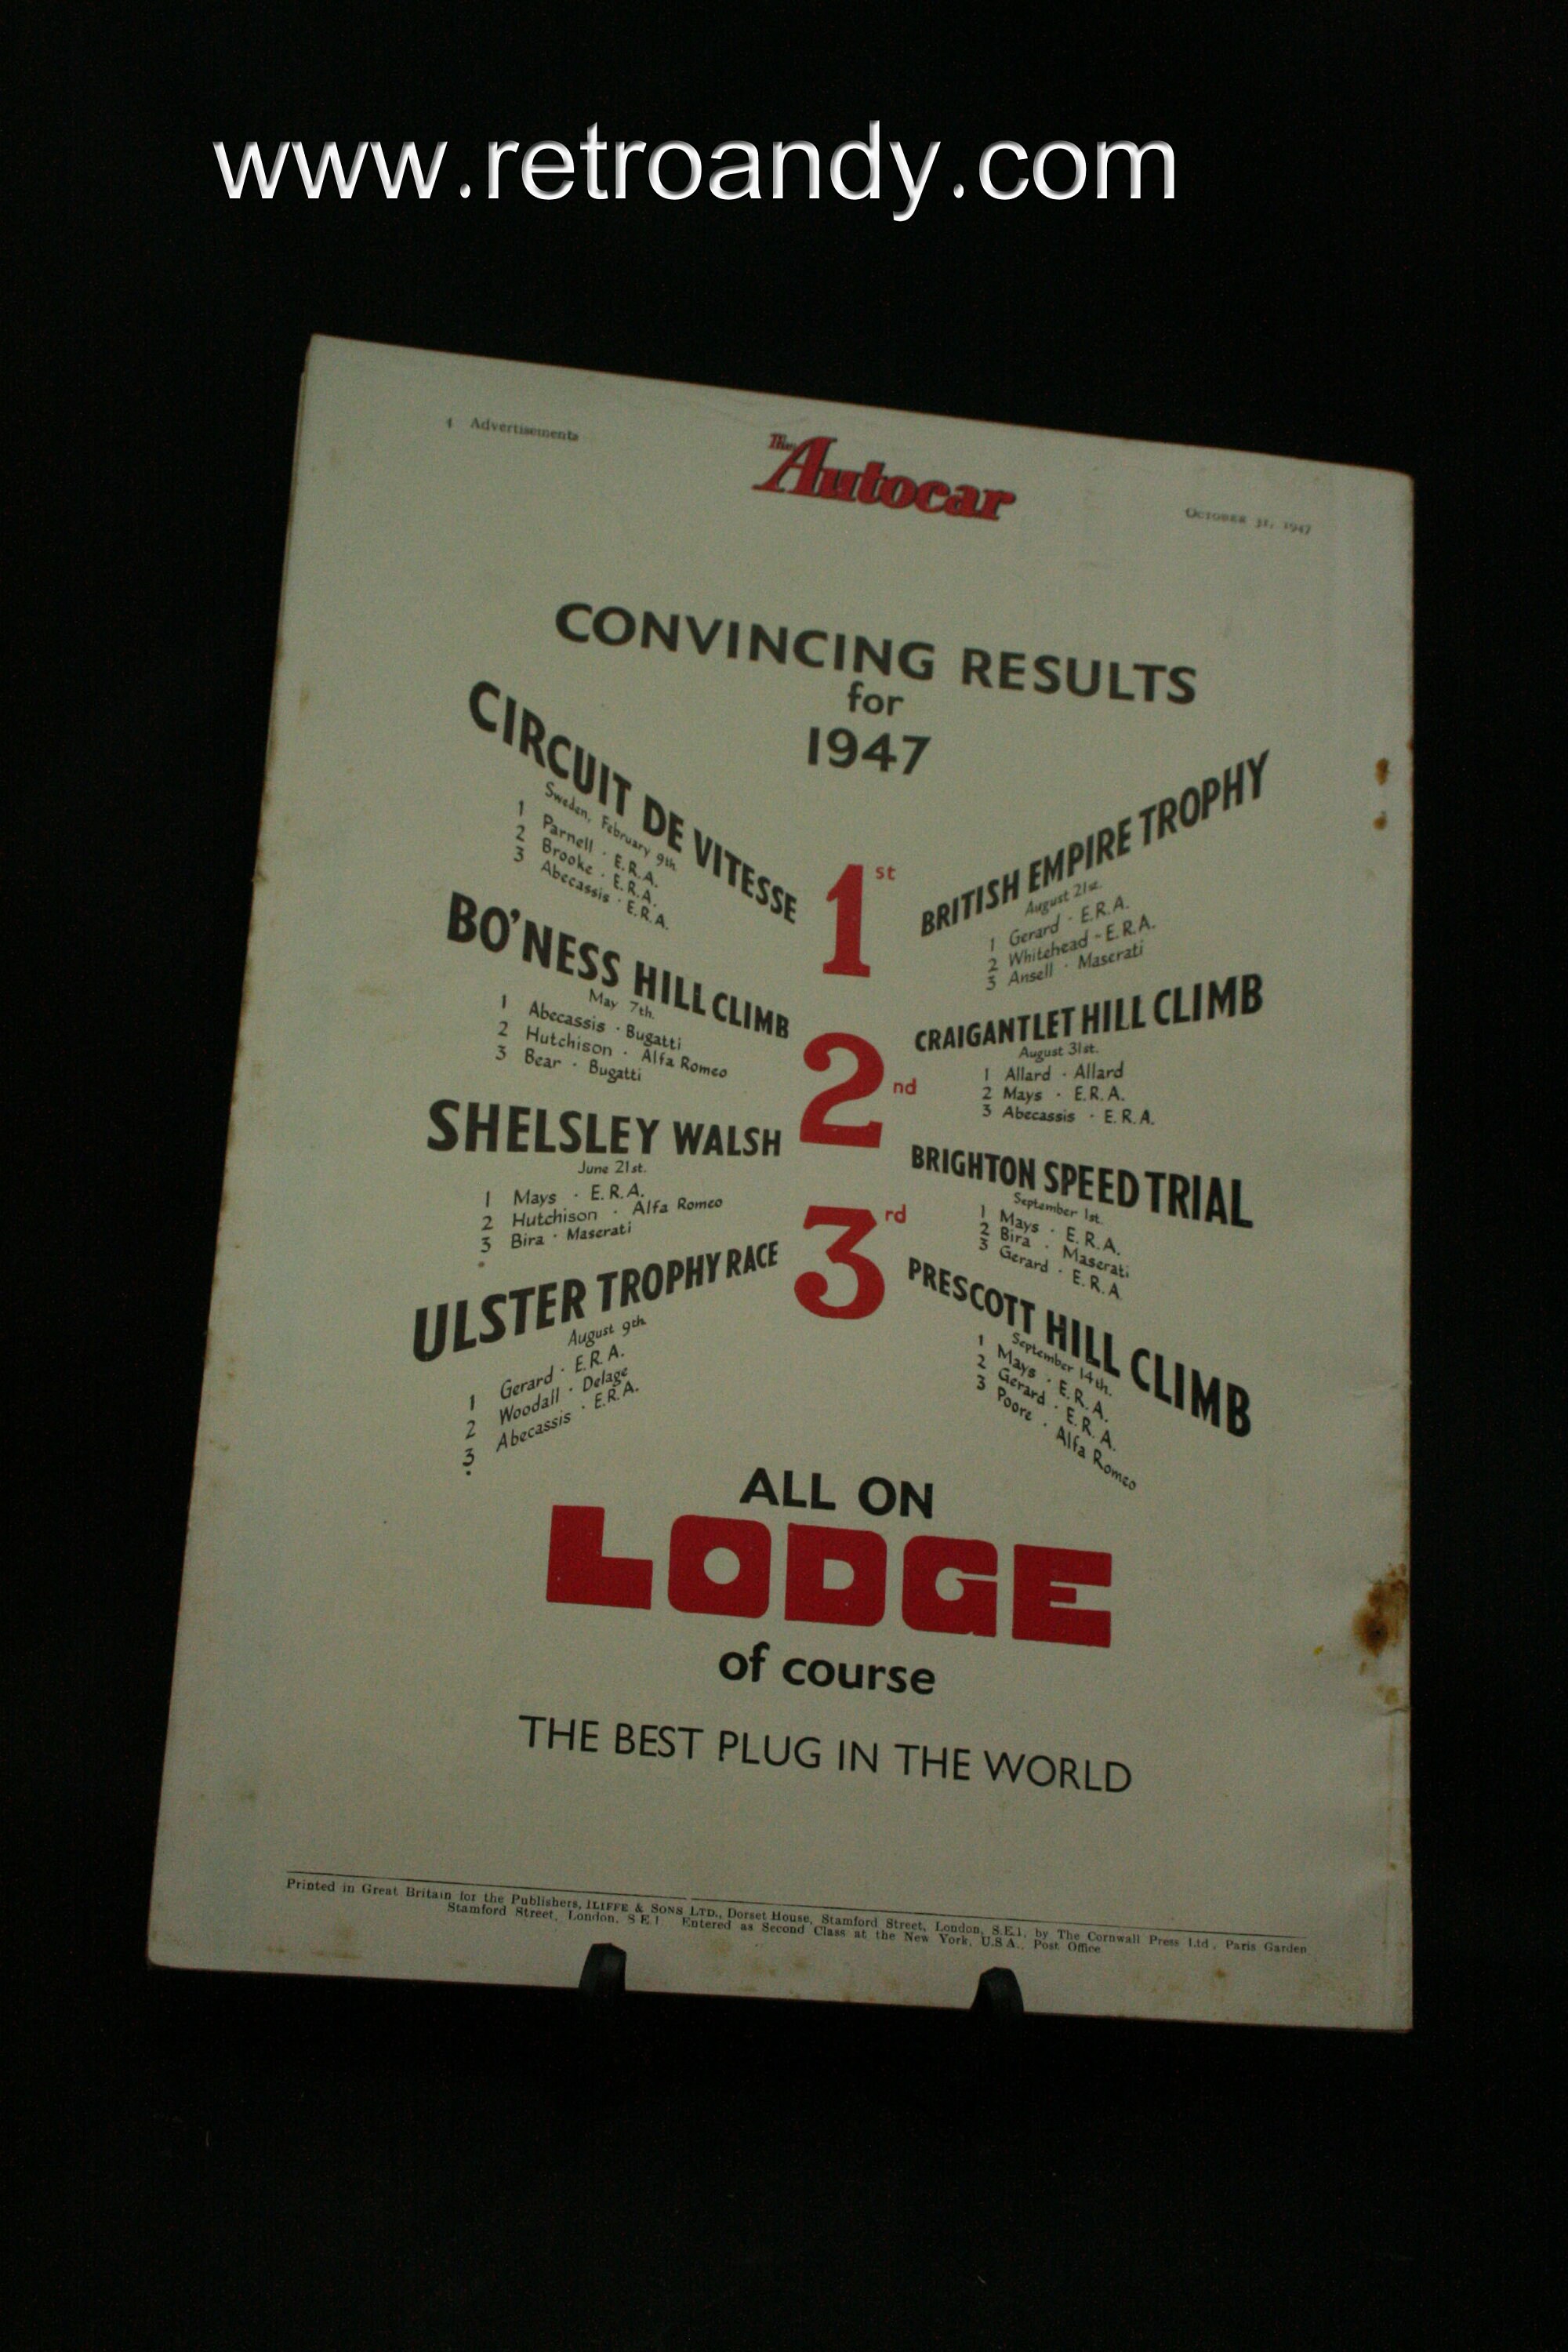 www.retroandy.com
4 Advertisements
The Autocar
October 31, 1947
CONVINCING RESULTS
for
1947
CIRCUIT DE VITESSE
Sweden, February 9th.
1 Parnell · E.R.A.
2 Brooke · E.R.A.
3 Abecassis · E.R.A.
BO'NESS HILL CLIMB
May 7th.
1 Abecassis · Bugatti
2 Hutchison · Alfa Romeo
3 Bear · Bugatti
SHELSLEY WALSH
June 21st.
1 Mays · E.R.A.
2 Hutchison · Alfa Romeo
3 Bira · Maserati
ULSTER TROPHY RACE
August 9th.
1 Gerard · E.R.A.
2 Woodall · Delage
3 Abecassis · E.R.A.
1st
2nd
3rd
BRITISH EMPIRE TROPHY
August 21st.
1 Gerard - E.R.A.
2 Whitehead - E.R.A.
3 Ansell · Maserati
CRAIGANTLET HILL CLIMB
August 31st.
1 Allard · Allard
2 Mays · E.R.A.
3 Abecassis · E.R.A.
BRIGHTON SPEED TRIAL
September 1st.
1 Mays · E.R.A.
2 Bira · Maserati
3 Gerard · E.R.A
PRESCOTT HILL CLIMB
September 14th.
1 Mays · E.R.A.
2 Gerard · E.R.A.
3 Poore · Alfa Romeo
ALL ON
LODGE
of course
THE BEST PLUG IN THE WORLD
Printed in Great Britain for the Publishers, ILIFFE & SONS LTD., Dorset House, Stamford Street, London, S.E.1, by The Cornwall Press Ltd., Paris Garden,
Stamford Street, London, S.E.1. Entered as Second Class at the New York, U.S.A., Post Office.